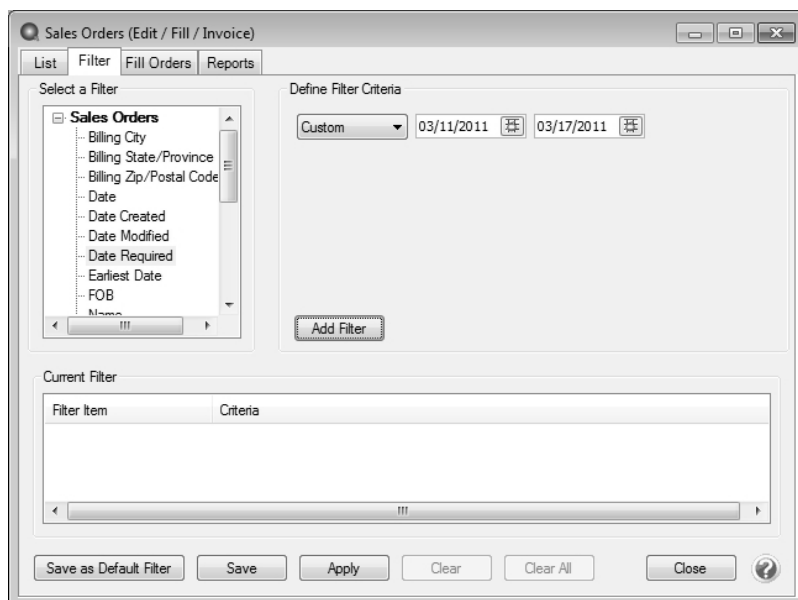 Sales Orders (Edit / Fill / Invoice)
List Filter Fill Orders Reports
Select a Filter
Sales Orders
Billing City
Billing State/Province
Billing Zip/Postal Code
Date
Date Created
Date Modified
Date Required
Earliest Date
FOB
Name
Define Filter Criteria
Custom 03/11/2011 03/17/2011
Add Filter
Current Filter
Filter Item Criteria
Save as Default Filter Save Apply Clear Clear All Close ?